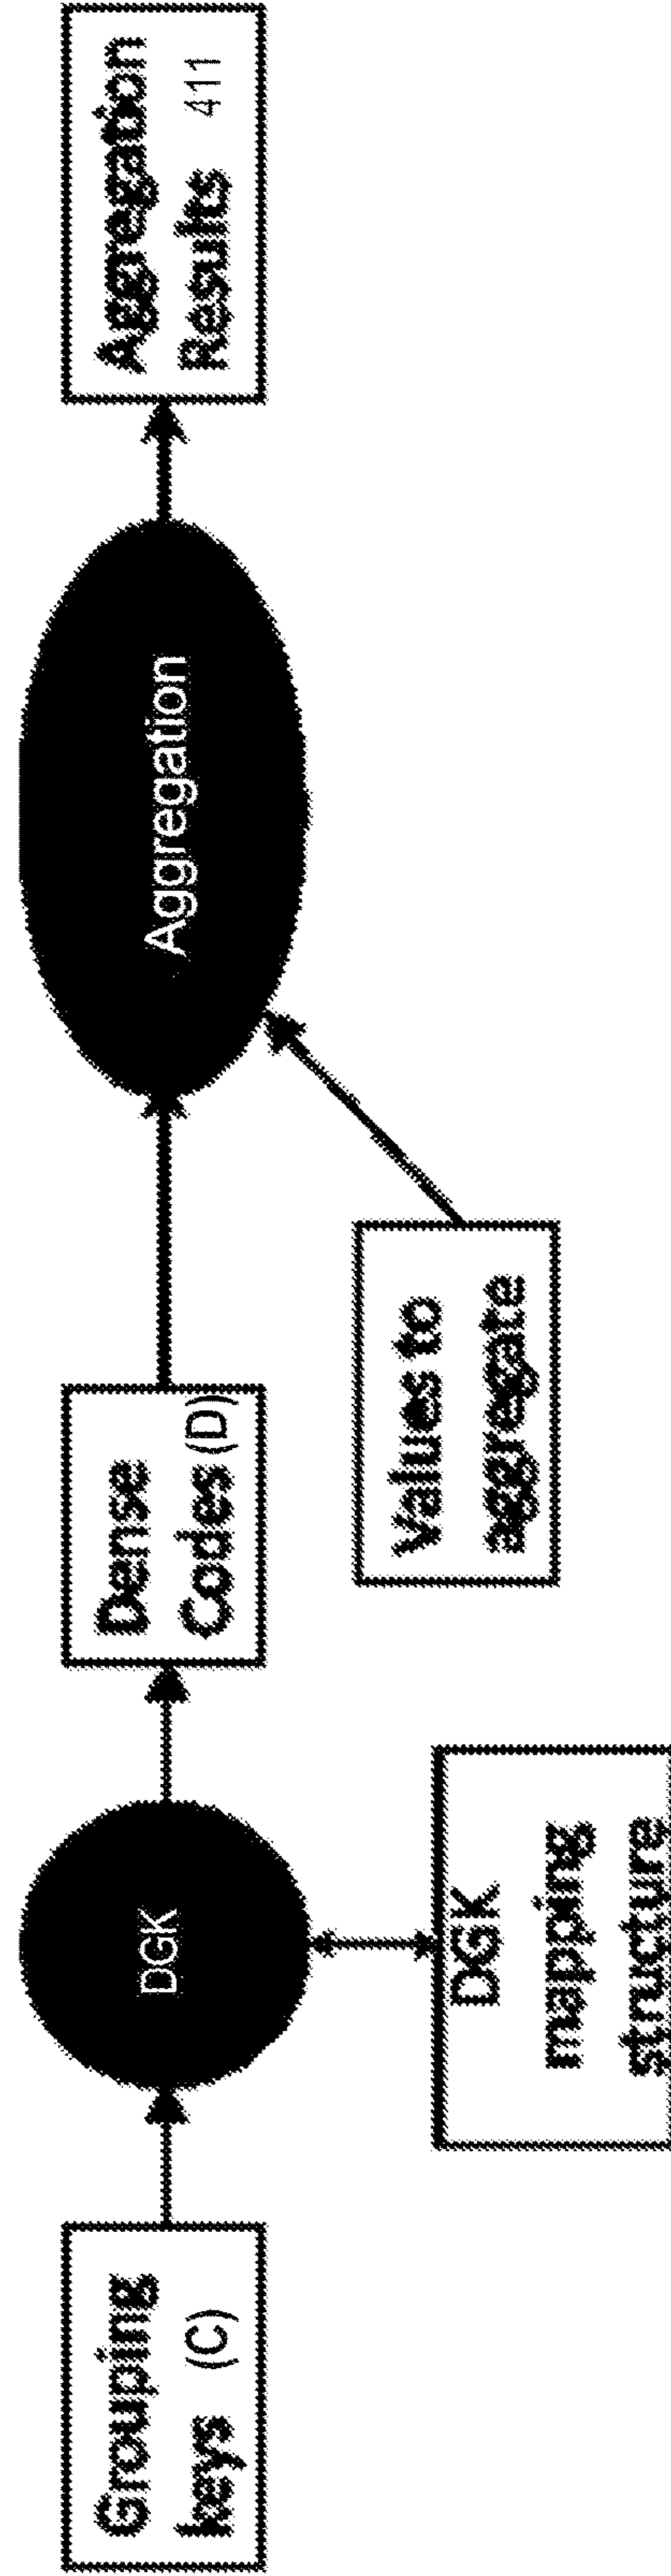 Grouping
keys (C)
DGK
DGK
mapping
structure
Dense
Codes (D)
Values to
aggregate
Aggregation
Aggregation
Results 411